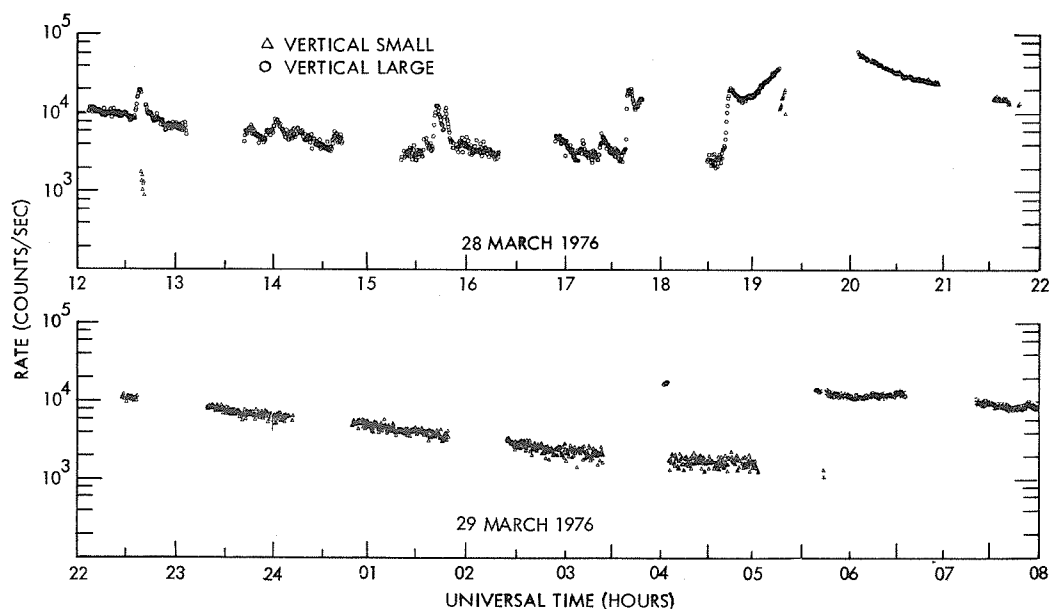 10^5
△ VERTICAL SMALL
○ VERTICAL LARGE
10^4
10^3
28 MARCH 1976
12 13 14 15 16 17 18 19 20 21 22
RATE (COUNTS/SEC)
10^5
10^4
10^3
29 MARCH 1976
22 23 24 01 02 03 04 05 06 07 08
UNIVERSAL TIME (HOURS)